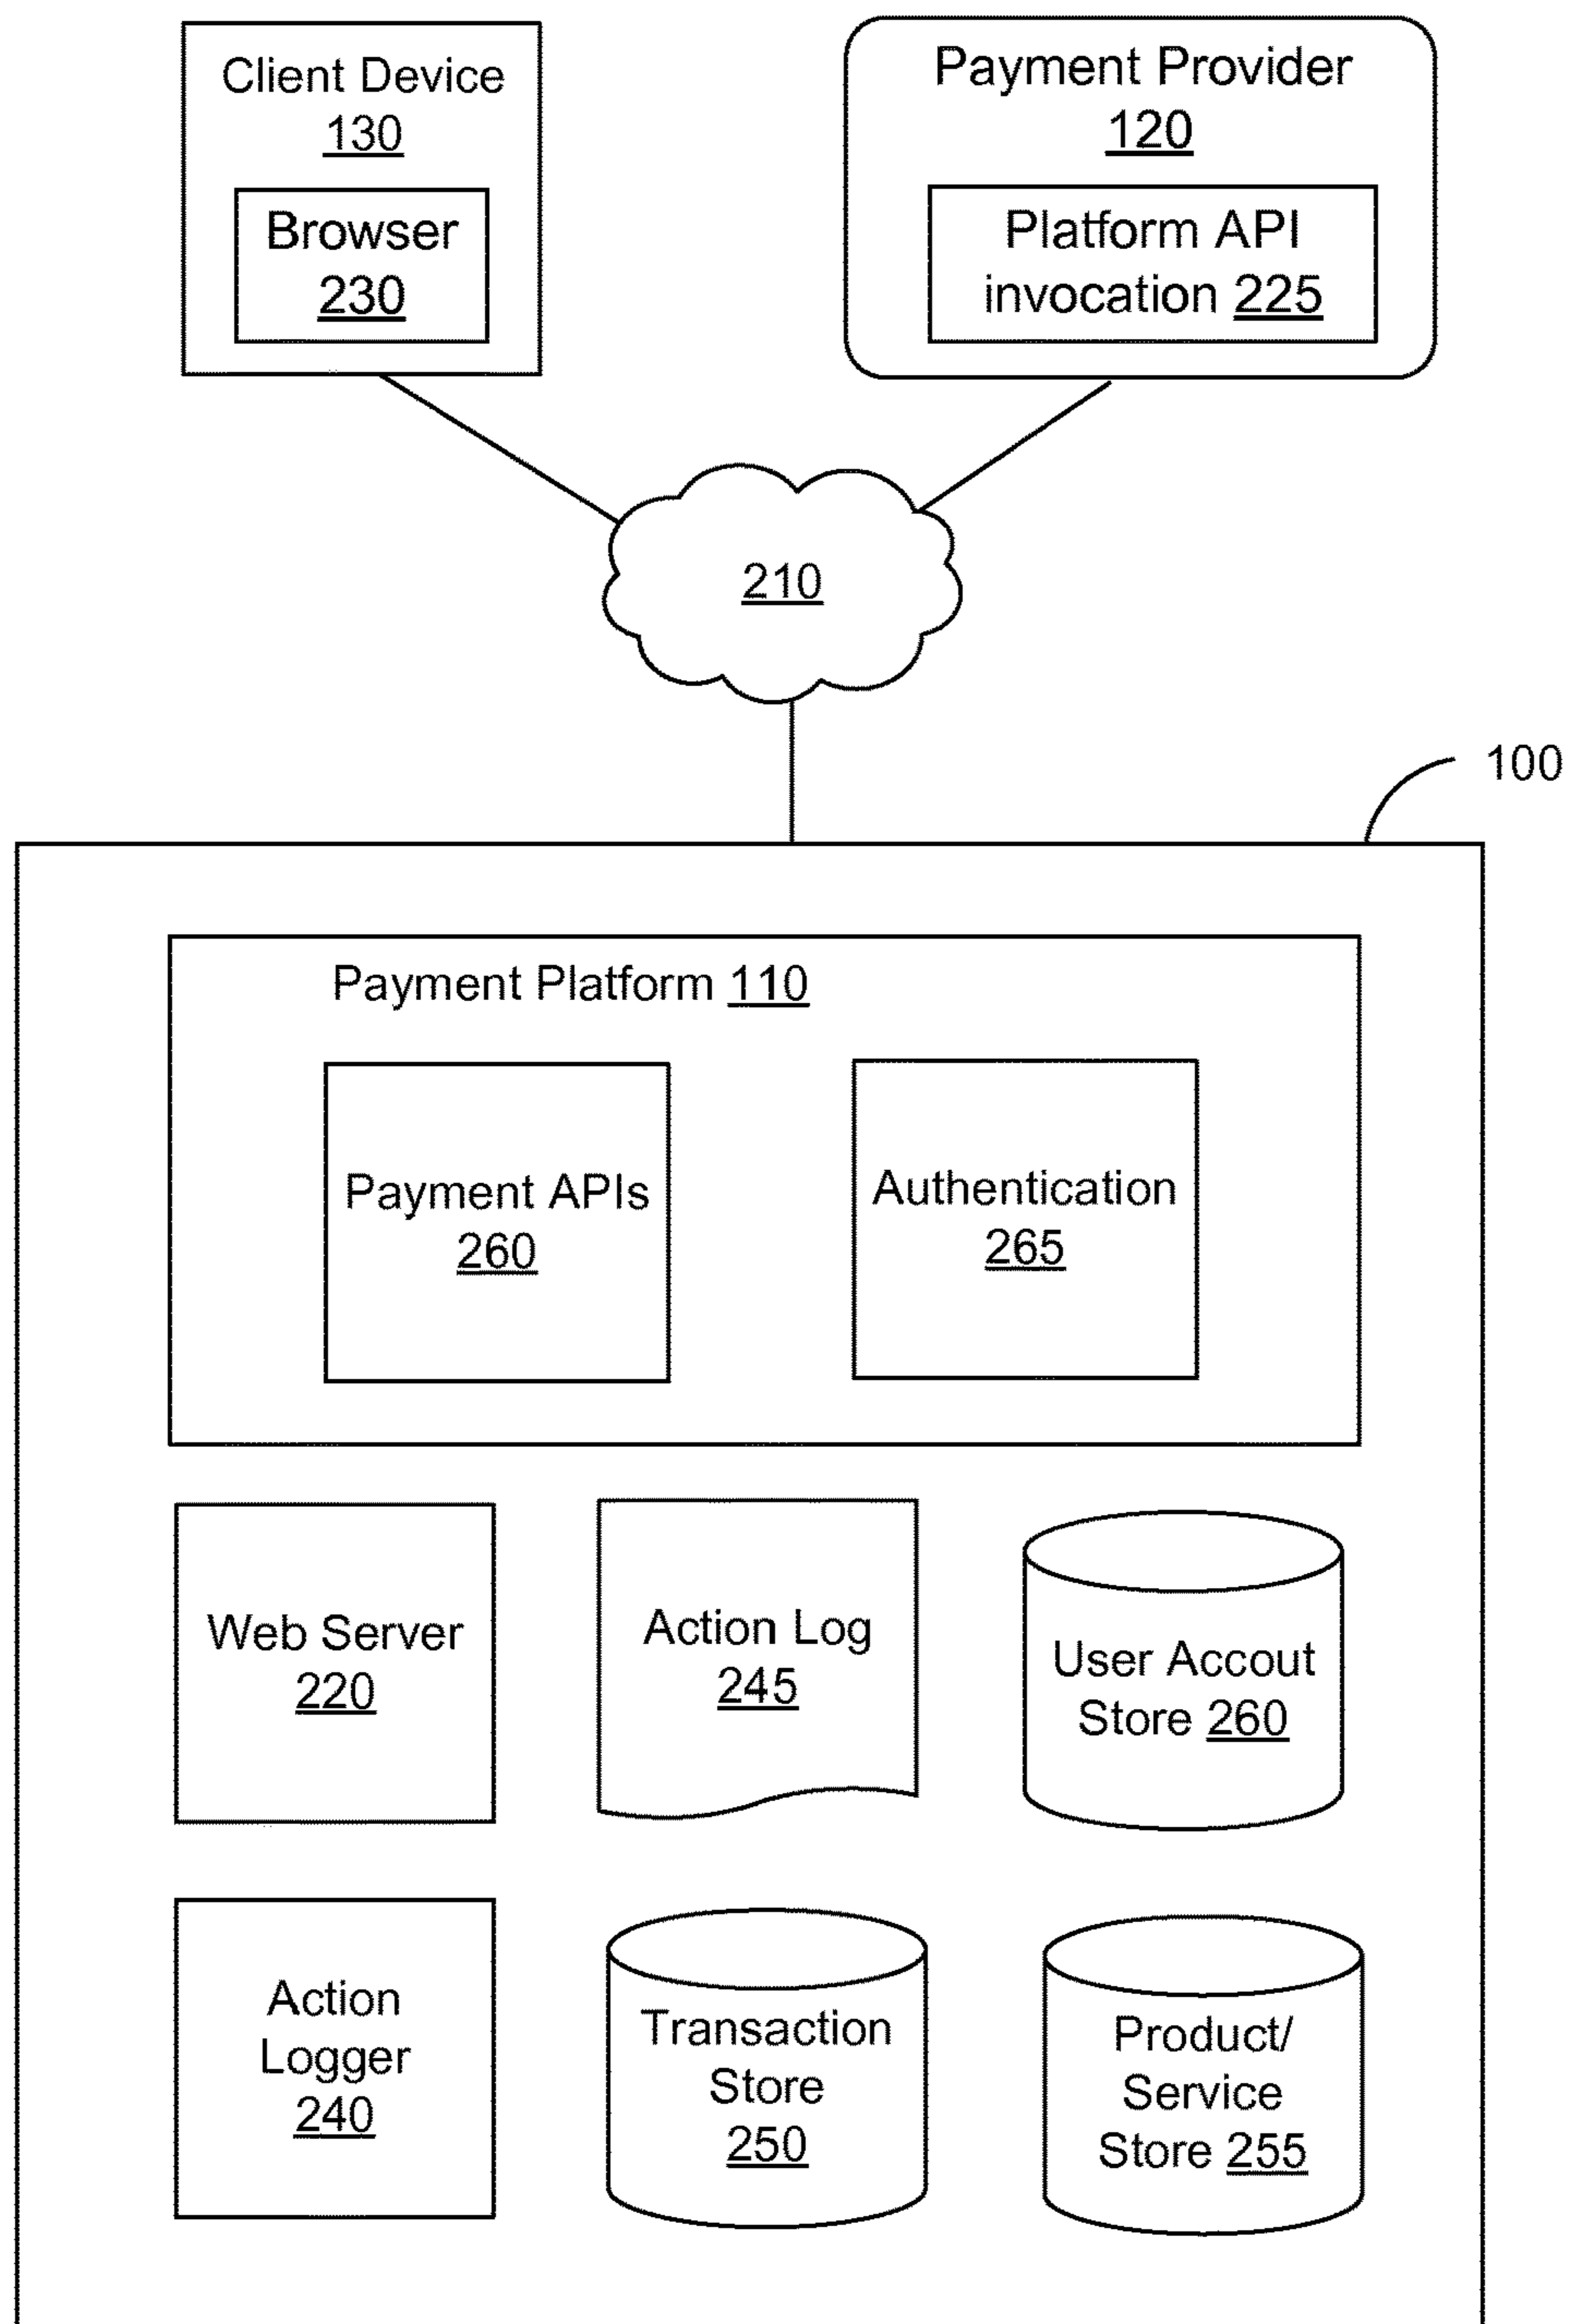 Client Device
130
Browser
230
Payment Provider
120
Platform API
invocation 225
210
100
Payment Platform 110
Payment APIs
260
Authentication
265
Web Server
220
Action Log
245
User Accout
Store 260
Action
Logger
240
Transaction
Store
250
Product/
Service
Store 255